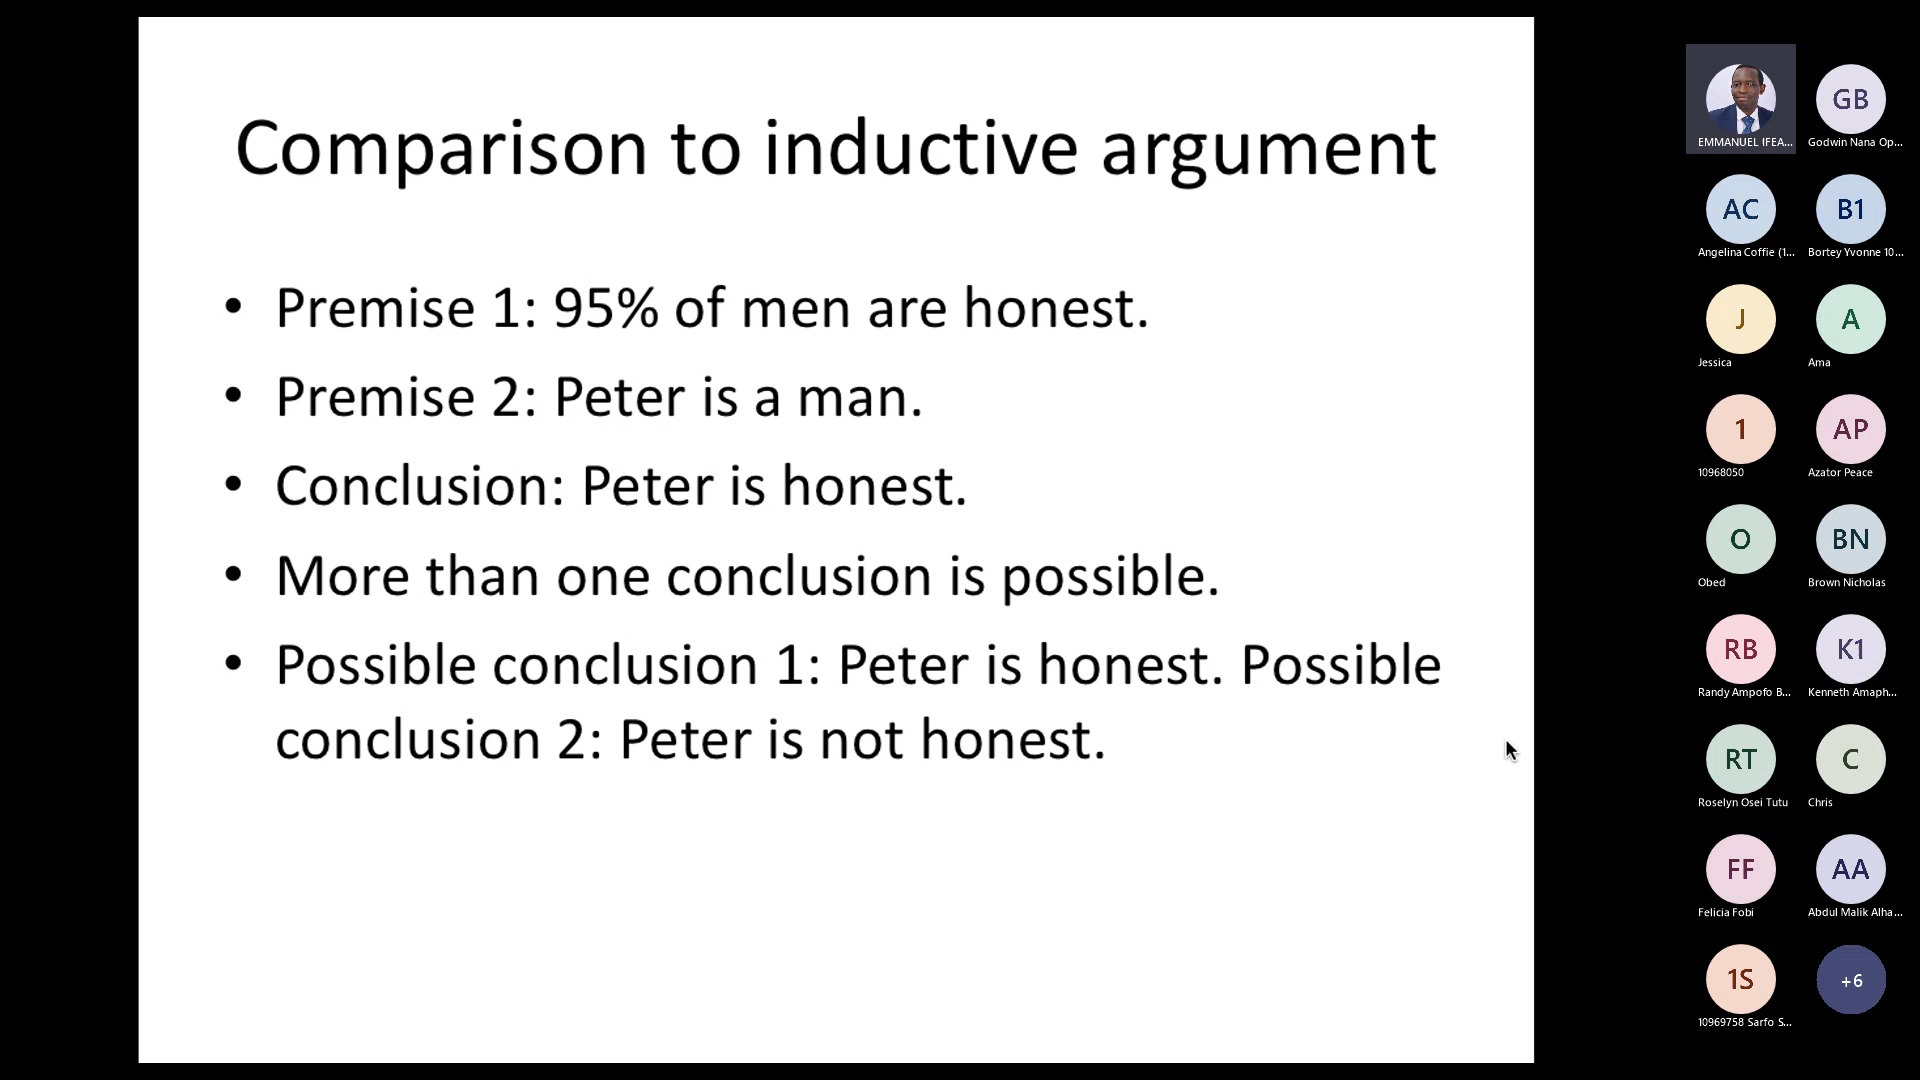 Comparison to inductive argument
• Premise 1: 95% of men are honest.
• Premise 2: Peter is a man.
• Conclusion: Peter is honest.
• More than one conclusion is possible.
• Possible conclusion 1: Peter is honest. Possible
conclusion 2: Peter is not honest.
EMMANUEL IFEA...
GB
Godwin Nana Op...
AC
Angelina Coffie (1...
B1
Bortey Yvonne 10...
J
Jessica
A
Ama
1
10968050
AP
Azator Peace
O
Obed
BN
Brown Nicholas
RB
Randy Ampofo B...
K1
Kenneth Amaph...
RT
Roselyn Osei Tutu
C
Chris
FF
Felicia Fobi
AA
Abdul Malik Alha...
1S
10969758 Sarfo S...
+6